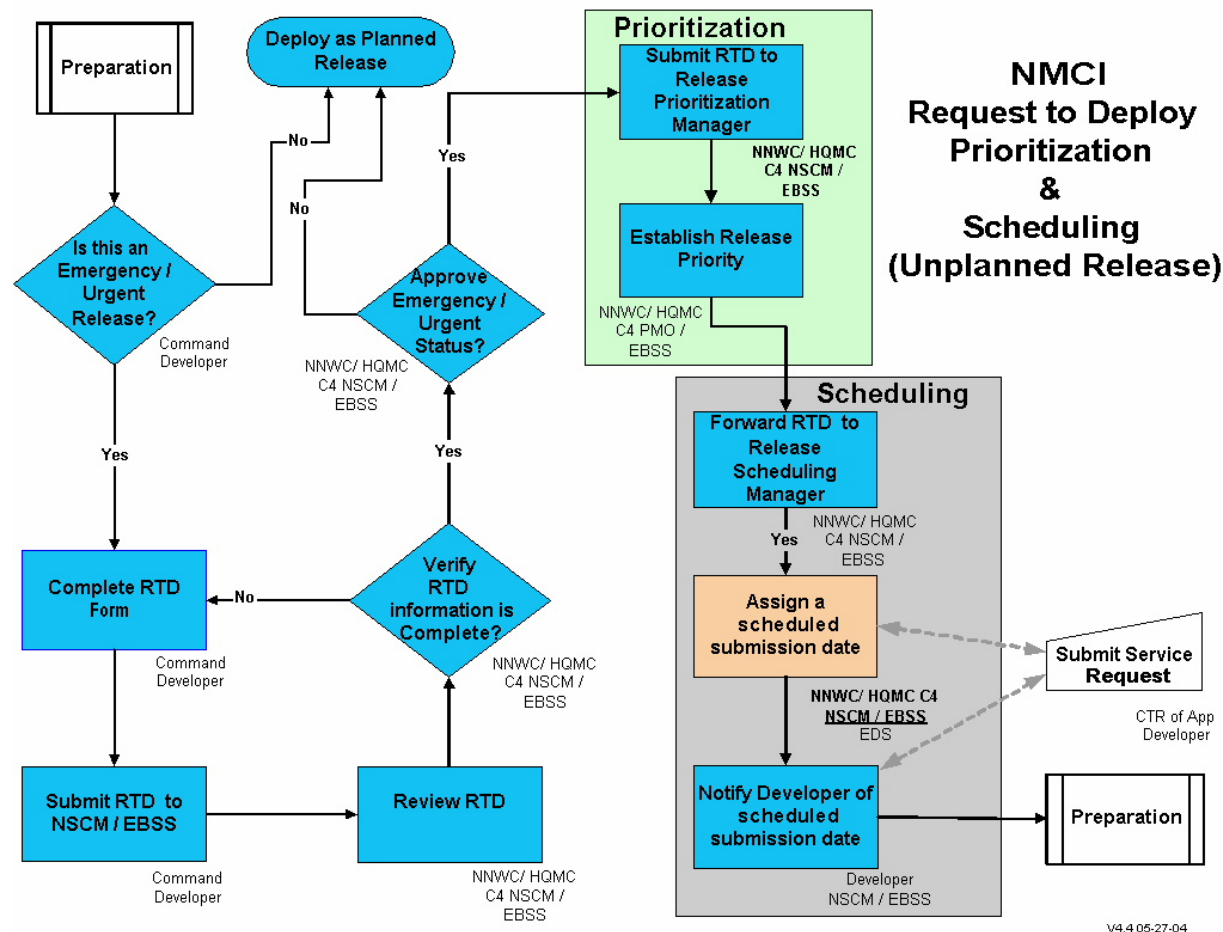 Preparation
Deploy as Planned
Release
Prioritization
Submit RTD to
Release
Prioritization
Manager
NMCI
Request to Deploy
Prioritization
&
Scheduling
(Unplanned Release)
No
Yes
NNWC/ HQMC
C4 NSCM /
EBSS
No
Is this an
Emergency /
Urgent
Release?
Command
Developer
Approve
Emergency /
Urgent
Status?
NNWC/ HQMC
C4 NSCM /
EBSS
Establish Release
Priority
NNWC/ HQMC
C4 PMO /
EBSS
Scheduling
Forward RTD to
Release
Scheduling
Manager
Yes
Yes
NNWC/ HQMC
C4 NSCM /
EBSS
Yes
Complete RTD
Form
Command
Developer
No
Verify
RTD
information is
Complete?
NNWC/ HQMC
C4 NSCM /
EBSS
Assign a
scheduled
submission date
NNWC/ HQMC C4
NSCM / EBSS
EDS
Submit Service
Request
CTR of App
Developer
Submit RTD to
NSCM / EBSS
Command
Developer
Review RTD
NNWC/ HQMC
C4 NSCM /
EBSS
Notify Developer of
scheduled
submission date
Developer
NSCM / EBSS
Preparation
V4.4 05-27-04